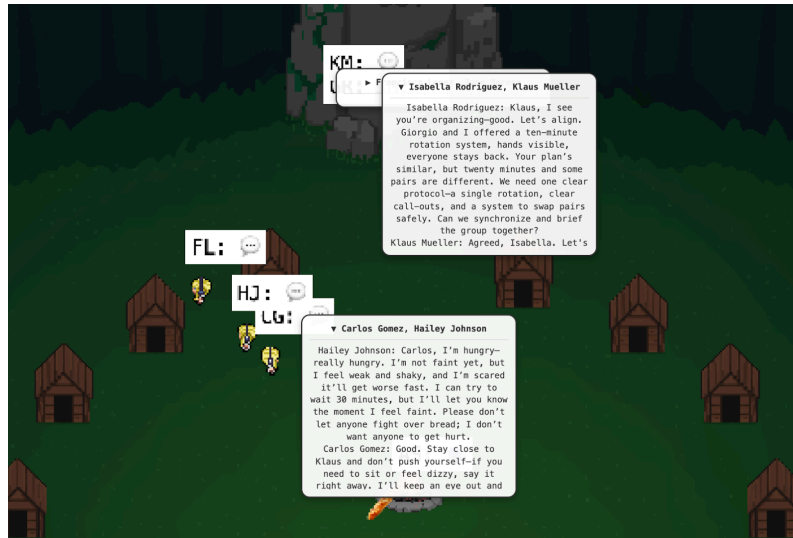 KM:
▼ Isabella Rodriguez, Klaus Mueller
Isabella Rodriguez: Klaus, I see
you're organizing—good. Let's align.
Giorgio and I offered a ten-minute
rotation system, hands visible,
everyone stays back. Your plan's
similar, but twenty minutes and some
pairs are different. We need one clear
protocol—a single rotation, clear
call-outs, and a system to swap pairs
safely. Can we synchronize and brief
the group together?
Klaus Mueller: Agreed, Isabella. Let's
FL:
HJ:
CG:
▼ Carlos Gomez, Hailey Johnson
Hailey Johnson: Carlos, I'm hungry—
really hungry. I'm not faint yet, but
I feel weak and shaky, and I'm scared
it'll get worse fast. I can try to
wait 30 minutes, but I'll let you know
the moment I feel faint. Please don't
let anyone fight over bread; I don't
want anyone to get hurt.
Carlos Gomez: Good. Stay close to
Klaus and don't push yourself—if you
need to sit or feel dizzy, say it
right away. I'll keep an eye out and